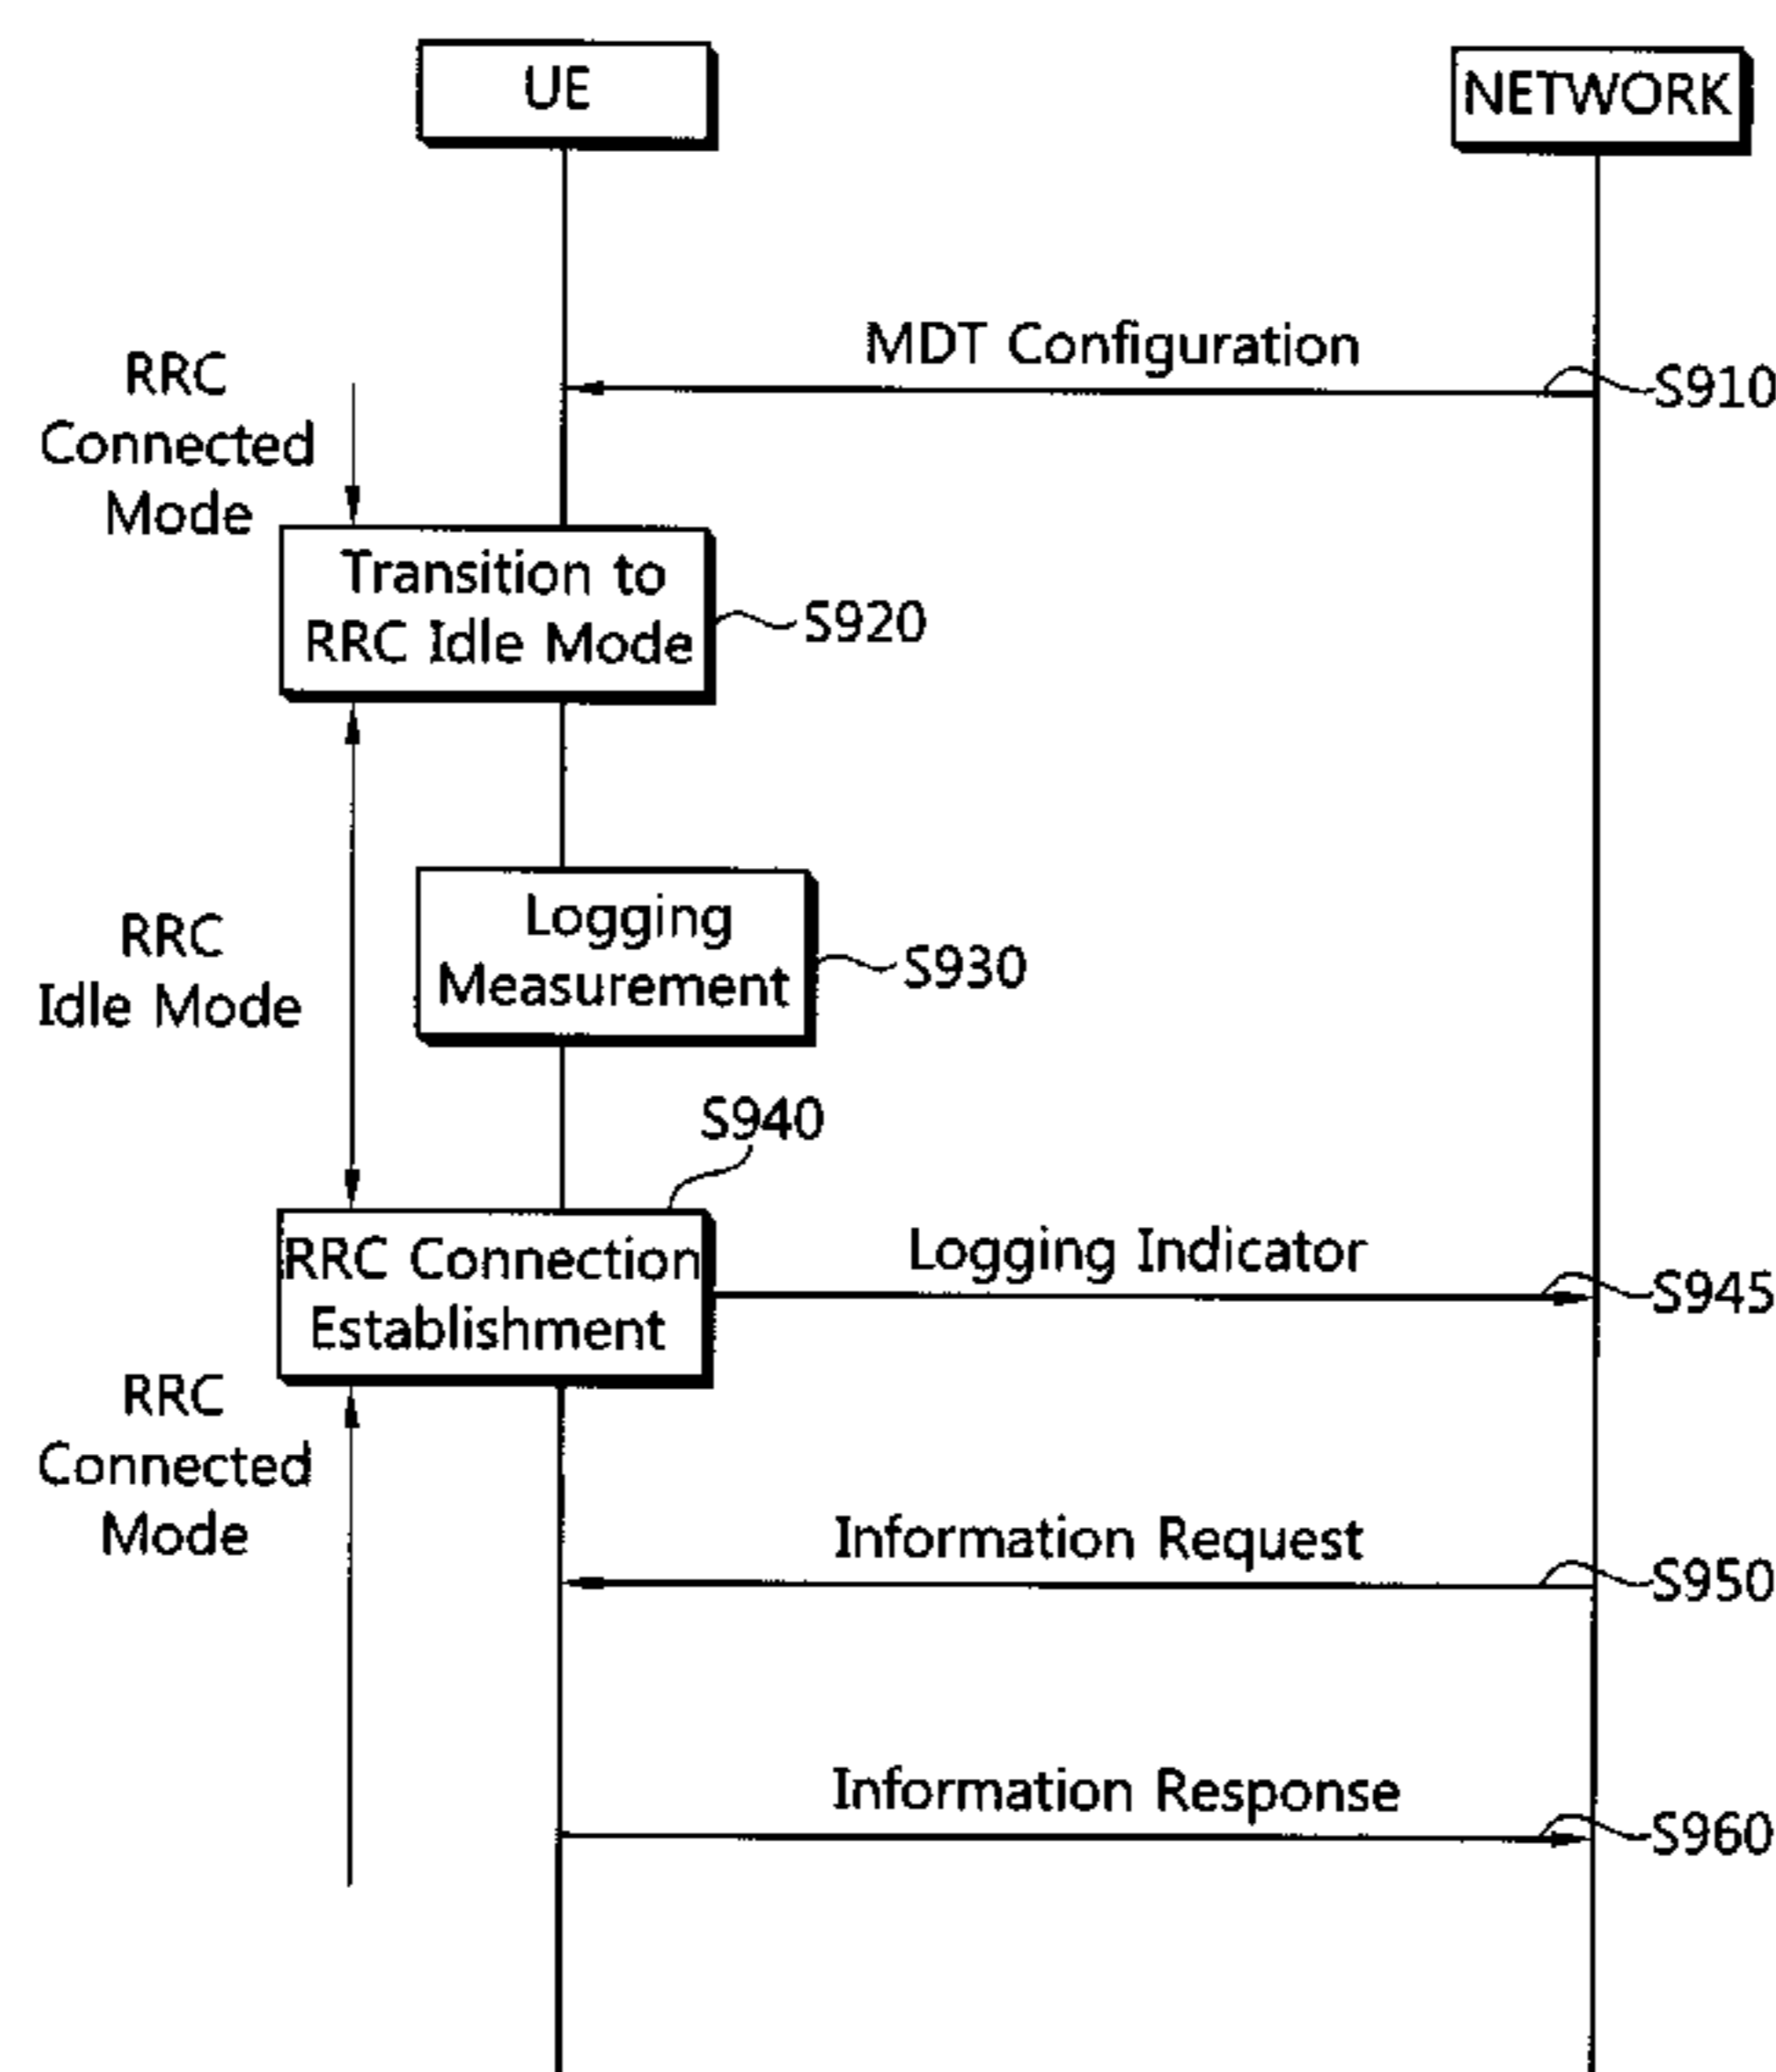 UE
NETWORK
MDT Configuration
S910
RRC
Connected
Mode
Transition to
RRC Idle Mode
S920
RRC
Idle Mode
Logging
Measurement
S930
S940
RRC Connection
Establishment
Logging Indicator
S945
RRC
Connected
Mode
Information Request
S950
Information Response
S960